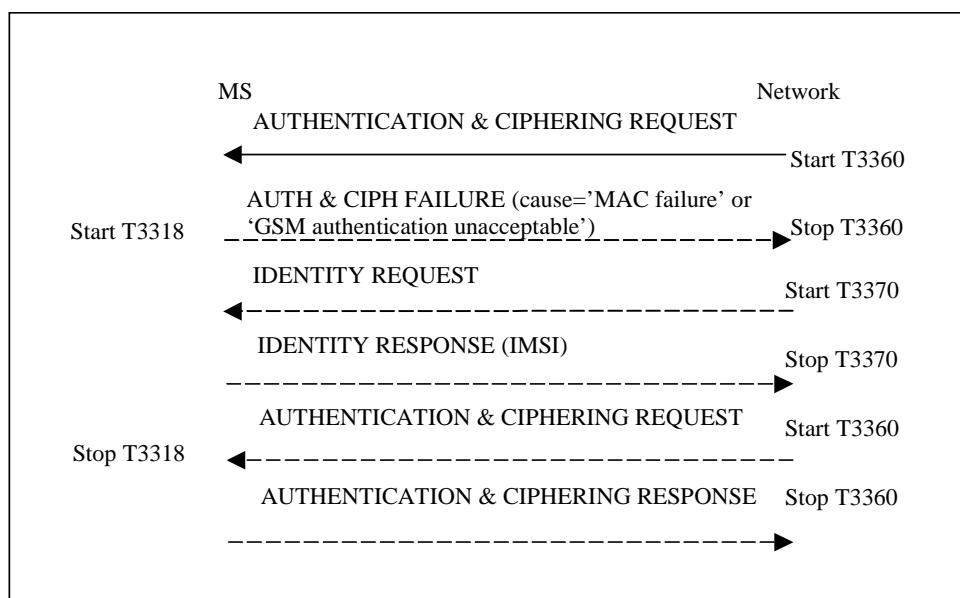 MS
Network
AUTHENTICATION & CIPHERING REQUEST
Start T3360
AUTH & CIPH FAILURE (cause=’MAC failure’ or
‘GSM authentication unacceptable’)
Start T3318
Stop T3360
IDENTITY REQUEST
Start T3370
IDENTITY RESPONSE (IMSI)
Stop T3370
AUTHENTICATION & CIPHERING REQUEST
Start T3360
Stop T3318
AUTHENTICATION & CIPHERING RESPONSE
Stop T3360